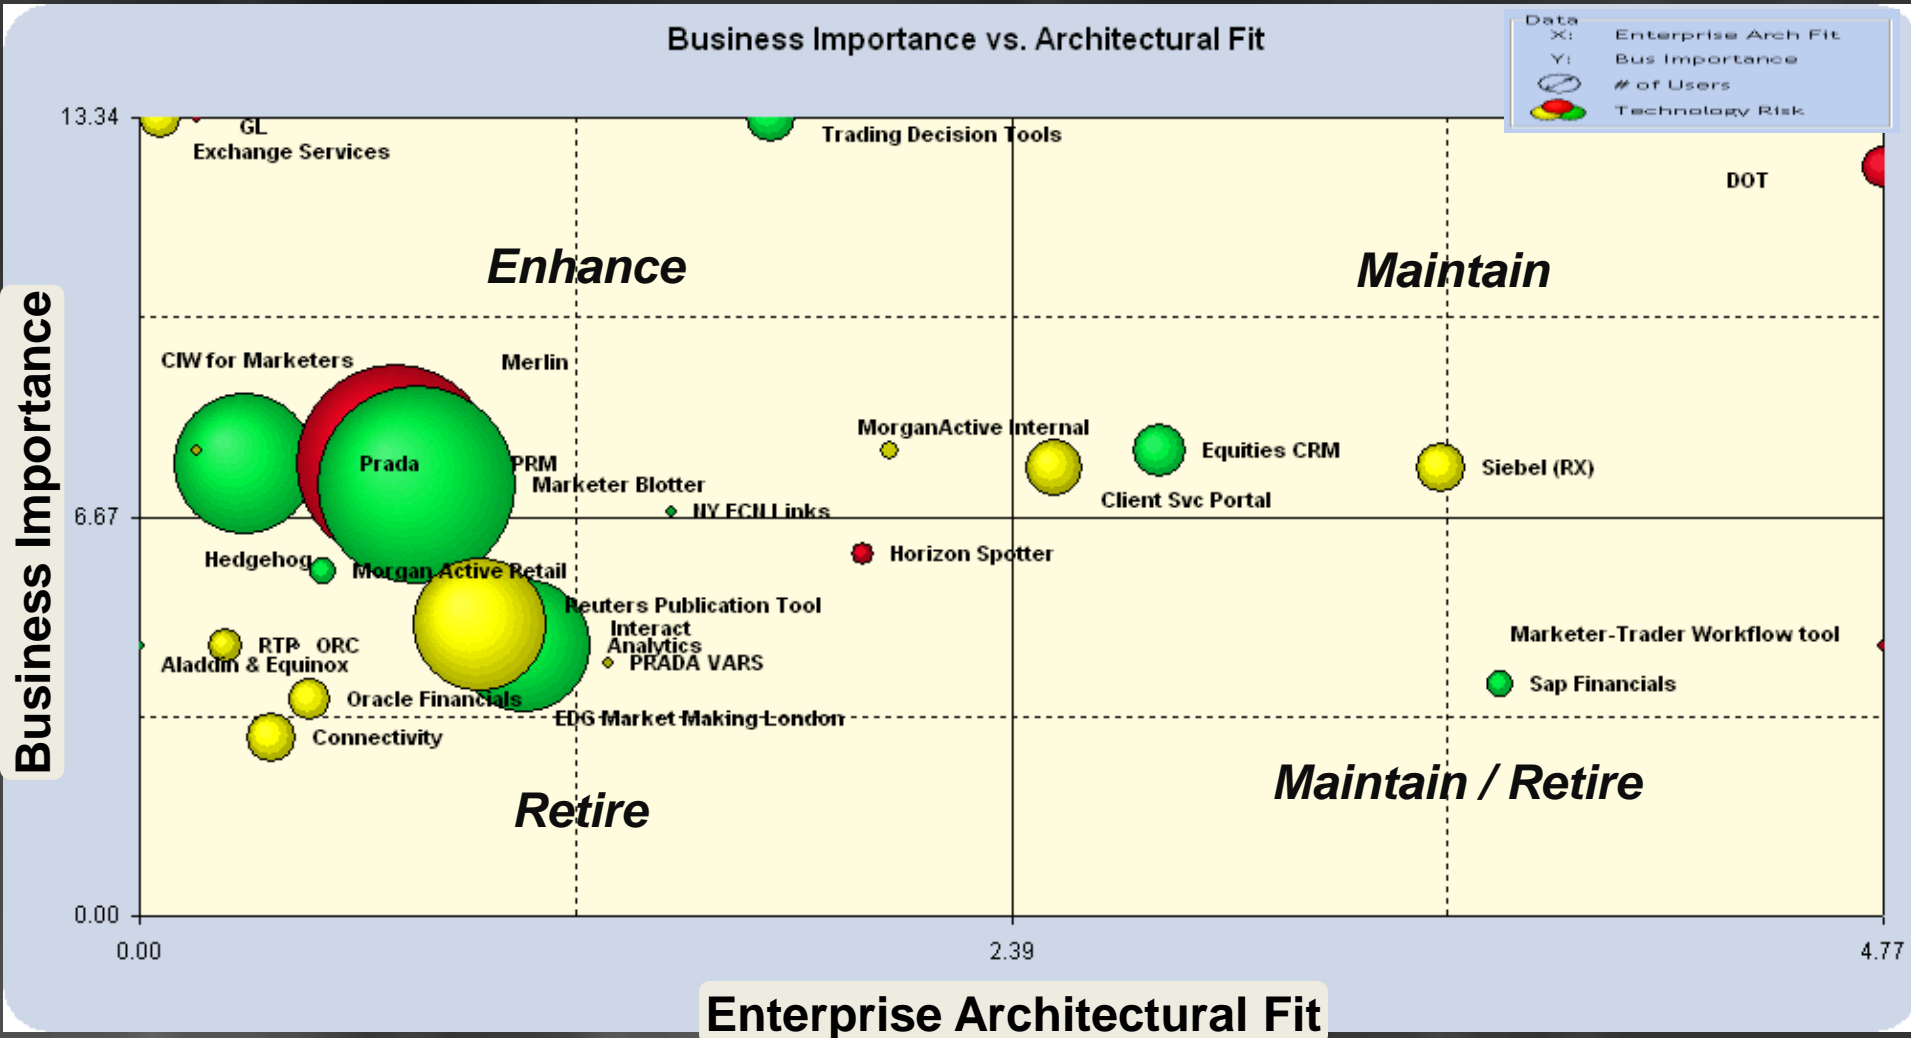 Business Importance vs. Architectural Fit
Data
X: Enterprise Arch Fit
Y: Bus Importance
# of Users
Technology Risk
13.34
GL
Exchange Services
Trading Decision Tools
DOT
Enhance
Maintain
CIW for Marketers
Merlin
MorganActive Internal
Prada
PRM
Equities CRM
Siebel (RX)
Marketer Blotter
Client Svc Portal
6.67
NY ECN Links
Hedgehog
Horizon Spotter
Morgan Active Retail
Reuters Publication Tool
Interact
Marketer-Trader Workflow tool
RTP ORC
Analytics
Aladdin & Equinox
PRADA VARS
Sap Financials
Oracle Financials
EDG Market Making London
Connectivity
Retire
Maintain / Retire
0.00
0.00
2.39
4.77
Business Importance
Enterprise Architectural Fit